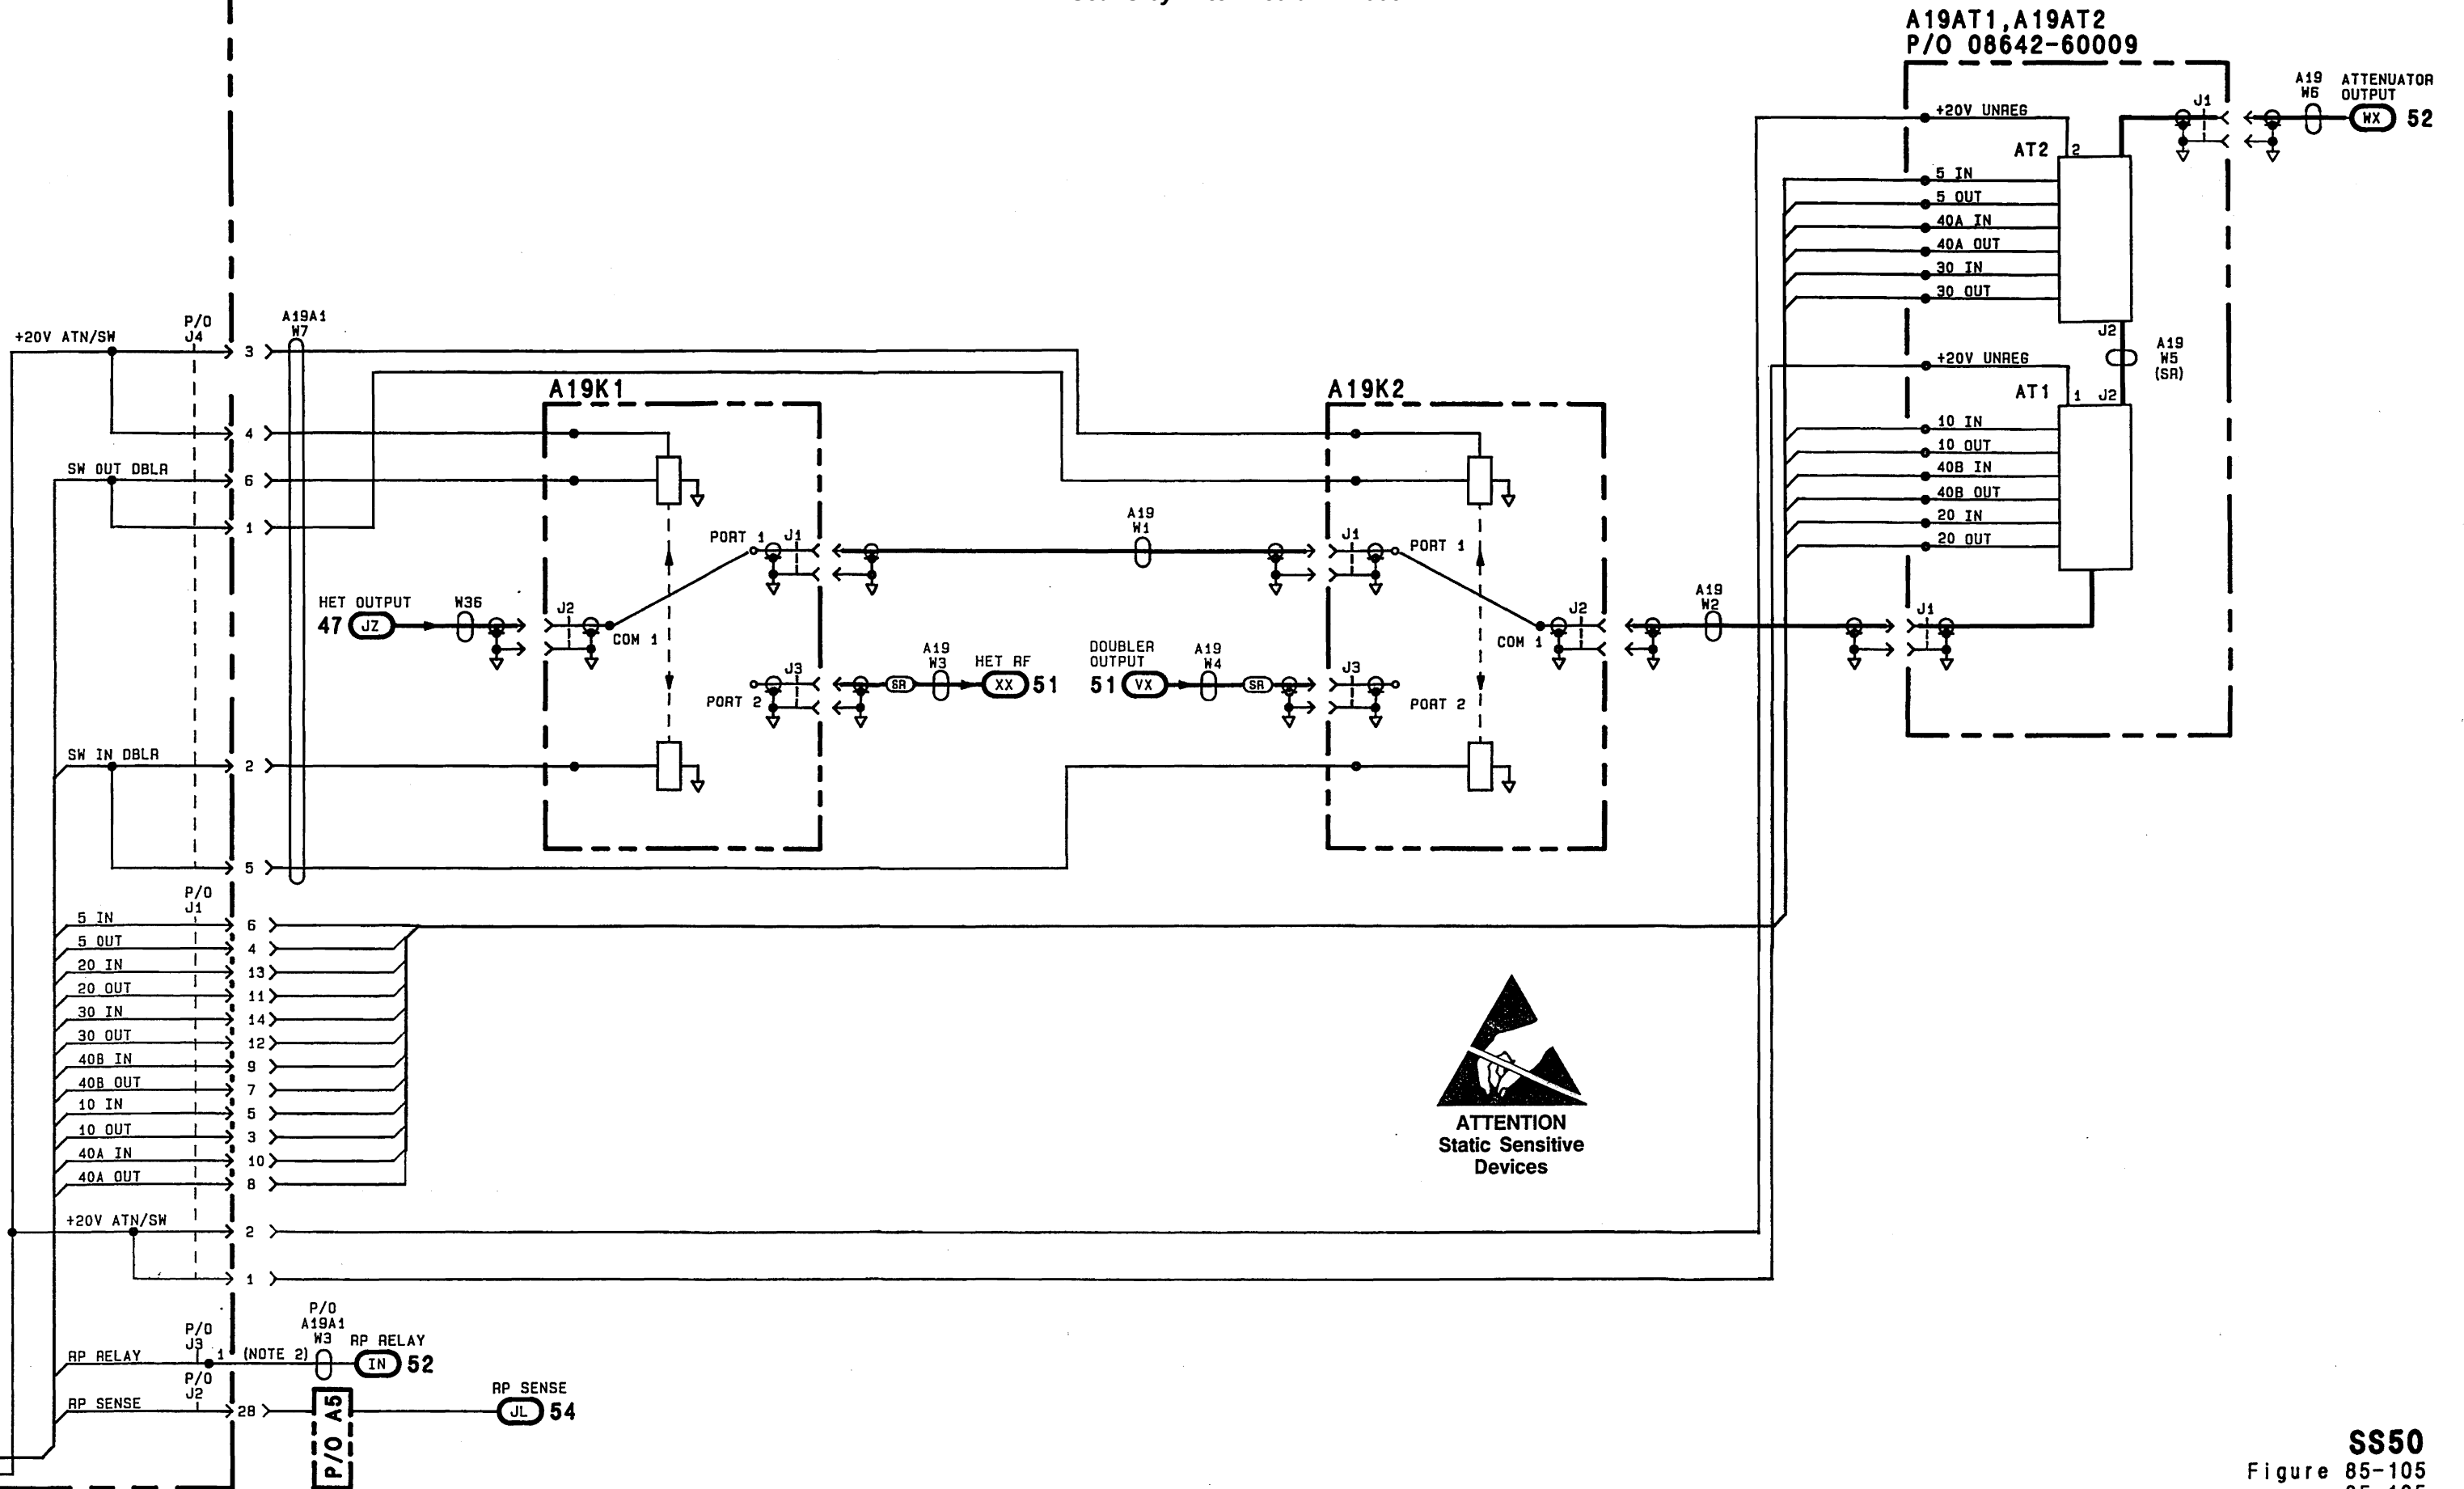 A19AT1,A19AT2
P/O 08642-60009
A19
W6
ATTENUATOR
OUTPUT
J1
WX
52
+20V UNREG
AT2
2
5 IN
5 OUT
40A IN
40A OUT
30 IN
30 OUT
J2
A19
W5
(SR)
+20V UNREG
AT1
1
J2
10 IN
10 OUT
40B IN
40B OUT
20 IN
20 OUT
J1
+20V ATN/SW
P/O
J4
A19A1
W7
3
4
SW OUT DBLR
6
1
SW IN DBLR
2
5
A19K1
PORT 1
J1
HET OUTPUT
47
JZ
W36
J2
COM 1
J3
PORT 2
A19
W3
SR
HET RF
XX
51
A19
W1
DOUBLER
OUTPUT
51
VX
A19
W4
SR
A19K2
J1
PORT 1
COM 1
J2
J3
PORT 2
A19
W2
P/O
J1
5 IN
6
5 OUT
4
20 IN
13
20 OUT
11
30 IN
14
30 OUT
12
40B IN
9
40B OUT
7
10 IN
5
10 OUT
3
40A IN
10
40A OUT
8
+20V ATN/SW
2
1
ATTENTION
Static Sensitive
Devices
P/O
J3
RP RELAY
1
(NOTE 2)
P/O
A19A1
W3
RP RELAY
IN
52
P/O
J2
RP SENSE
28
P/O A5
RP SENSE
JL
54
SS50
Figure 85-105